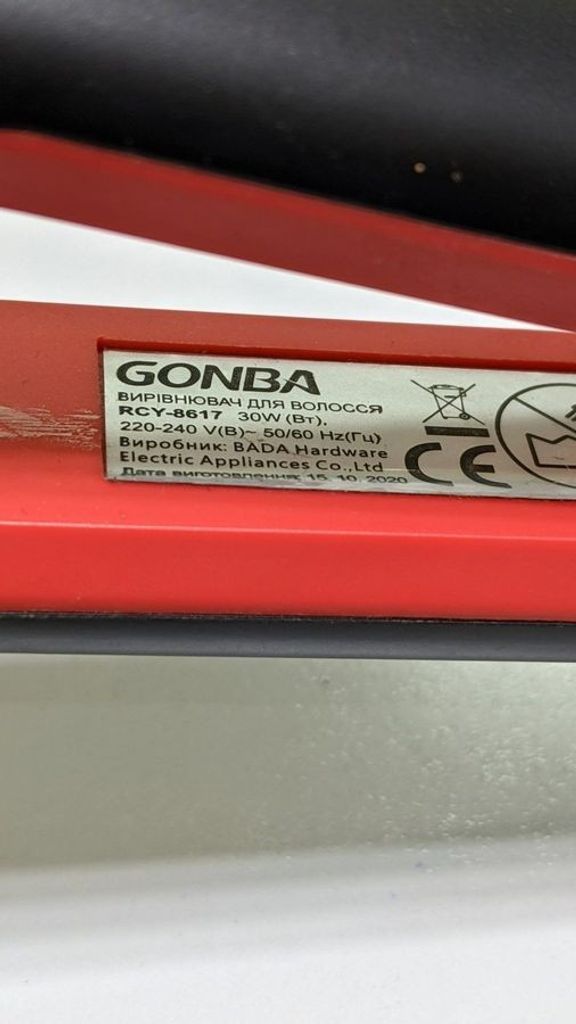 GONBA
ВИРІВНЮВАЧ ДЛЯ ВОЛОССЯ
RCY-8617 30W (Вт),
220-240 V(В)~ 50/60 Hz(Гц)
Виробник: BADA Hardware
Electric Appliances Co.,Ltd
Дата виготовлення: 15. 10. 2020
CE